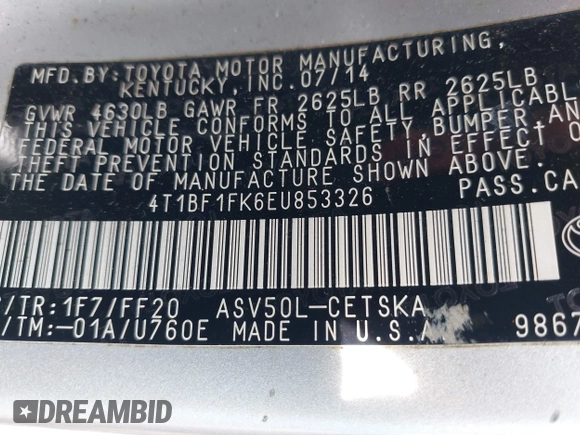 MFD.BY:TOYOTA MOTOR MANUFACTURING,
KENTUCKY, INC. 07/14
GVWR 4630LB GAWR FR 2625LB RR 2625LB
THIS VEHICLE CONFORMS TO ALL APPLICABL
FEDERAL MOTOR VEHICLE SAFETY, BUMPER AN
THEFT PREVENTION STANDARDS IN EFFECT
THE DATE OF MANUFACTURE SHOWN ABOVE.
4T1BF1FK6EU853326 PASS.CA
/TR:1F7/FF20 ASV50L-CETSKA
/TM:-01A/U760E MADE IN U.S.A. 9867
DREAMBID